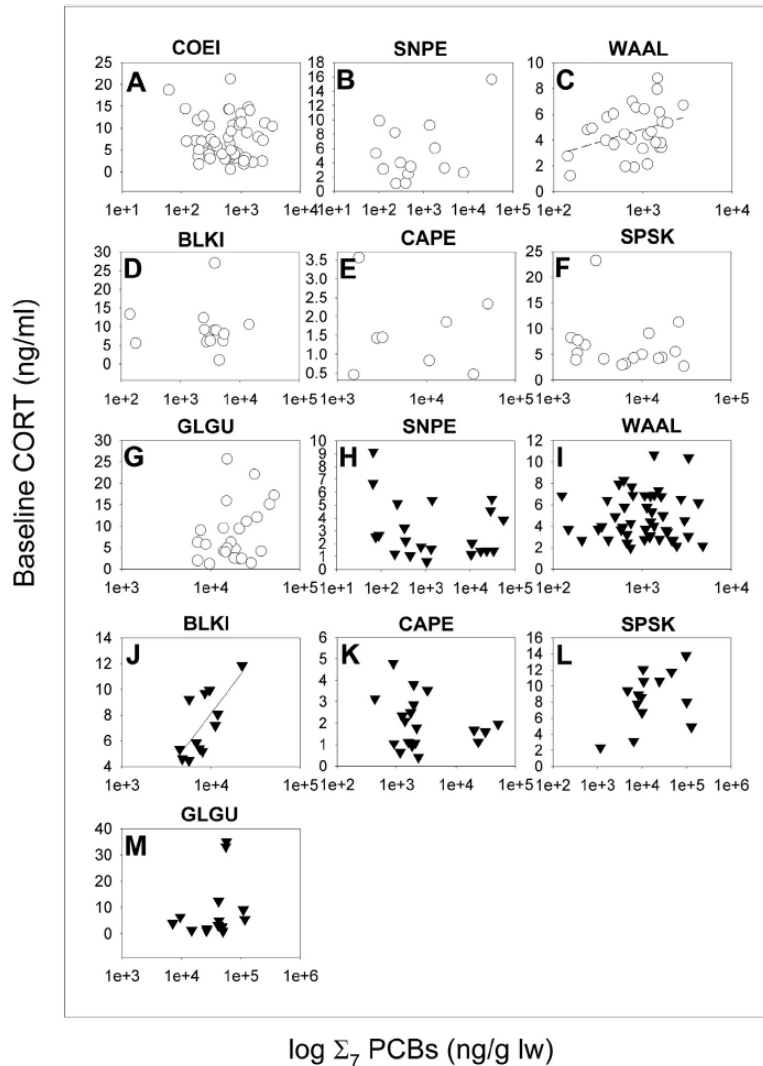 COEI SNPE WAAL
A B C
25 20 15 10 5 0
18 16 14 12 10 8 6 4 2 0
10 8 6 4 2 0
1e+1 1e+2 1e+3 1e+4
1e+1 1e+2 1e+3 1e+4 1e+5
1e+2 1e+3 1e+4
BLKI CAPE SPSK
D E F
30 25 20 15 10 5 0
3.5 3.0 2.5 2.0 1.5 1.0 0.5
25 20 15 10 5 0
1e+2 1e+3 1e+4 1e+5
1e+3 1e+4 1e+5
1e+3 1e+4 1e+5
GLGU SNPE WAAL
G H I
30 25 20 15 10 5 0
10 9 8 7 6 5 4 3 2 1 0
12 10 8 6 4 2 0
1e+3 1e+4 1e+5
1e+1 1e+2 1e+3 1e+4 1e+5
1e+2 1e+3 1e+4
BLKI CAPE SPSK
J K L
14 12 10 8 6 4
6 5 4 3 2 1 0
16 14 12 10 8 6 4 2 0
1e+3 1e+4 1e+5
1e+2 1e+3 1e+4 1e+5
1e+2 1e+3 1e+4 1e+5 1e+6
GLGU
M
40 30 20 10 0
1e+3 1e+4 1e+5 1e+6
Baseline CORT (ng/ml)
log Σ7 PCBs (ng/g lw)